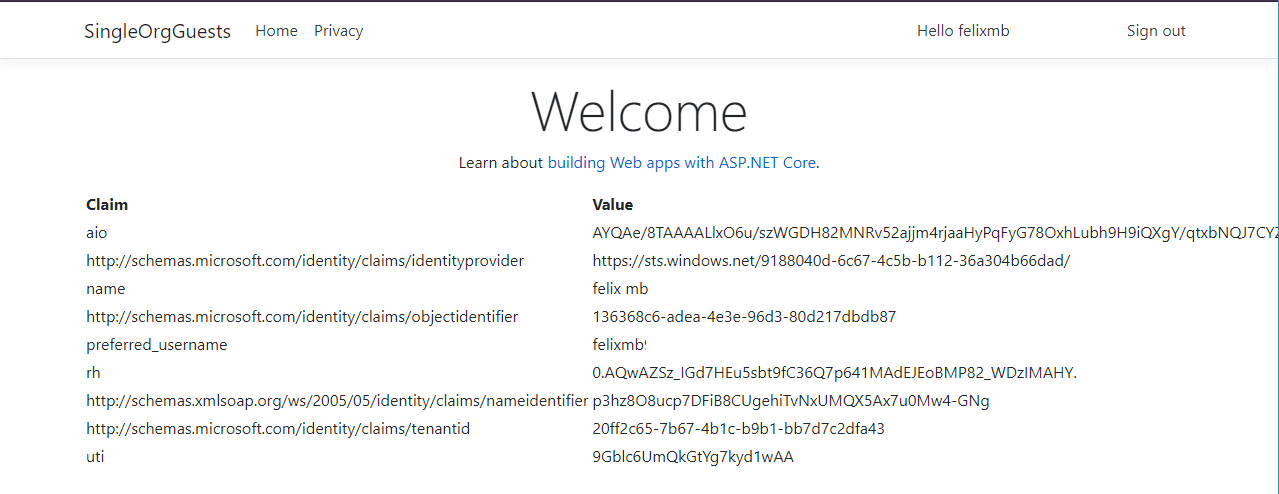 SingleOrgGuests Home Privacy Hello felixmb Sign out
Welcome
Learn about building Web apps with ASP.NET Core.
Claim Value
aio AYQAe/8TAAAALlxO6u/szWGDH82MNRv52ajjm4rjaaHyPqFyG78OxhLubh9H9iQXgY/qtxbNQJ7CYZ
http://schemas.microsoft.com/identity/claims/identityprovider https://sts.windows.net/9188040d-6c67-4c5b-b112-36a304b66dad/
name felix mb
http://schemas.microsoft.com/identity/claims/objectidentifier 136368c6-adea-4e3e-96d3-80d217dbdb87
preferred_username felixmb
rh 0.AQwAZSz_IGd7HEu5sbt9fC36Q7p641MAdEJEoBMP82_WDzIMAHY.
http://schemas.xmlsoap.org/ws/2005/05/identity/claims/nameidentifier p3hz8O8ucp7DFiB8CUgehiTvNxUMQX5Ax7u0Mw4-GNg
http://schemas.microsoft.com/identity/claims/tenantid 20ff2c65-7b67-4b1c-b9b1-bb7d7c2dfa43
uti 9Gblc6UmQkGtYg7kyd1wAA